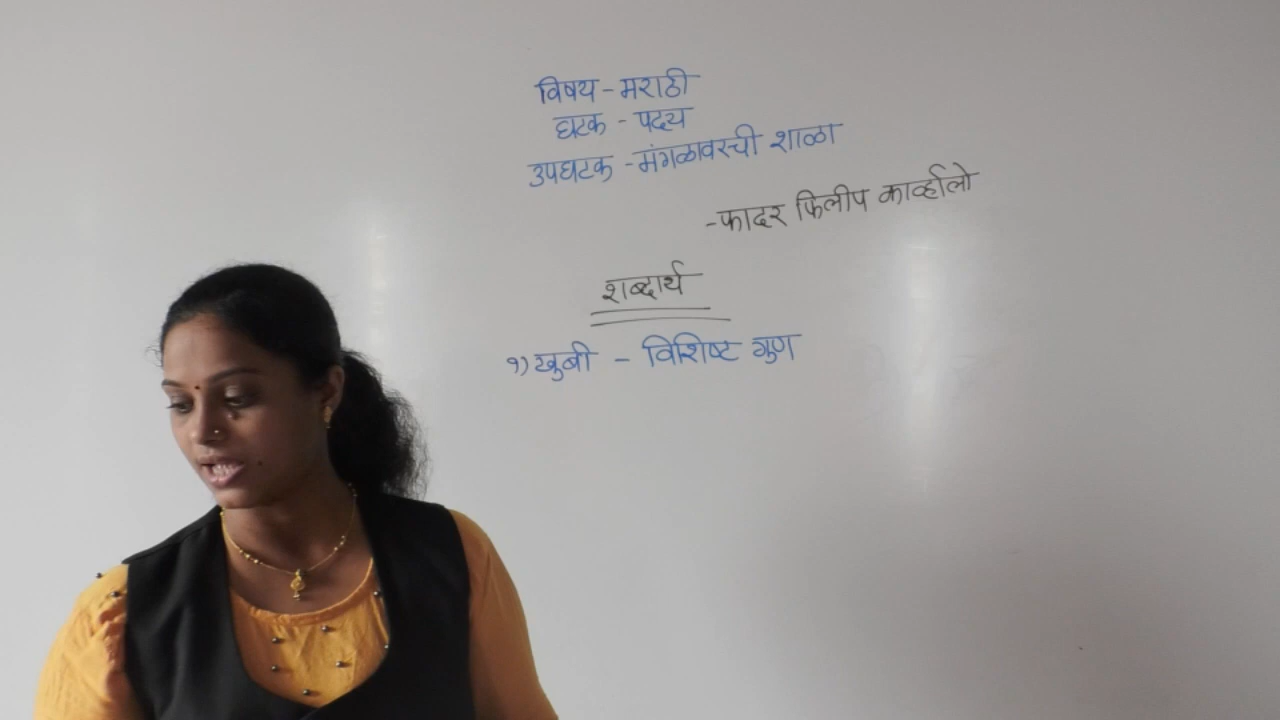 विषय - मराठी
घटक - पद्य
उपघटक - मंगळावरची शाळा
- फादर फिलीप कार्व्हालो
शब्दार्थ
१) खुबी - विशिष्ट गुण